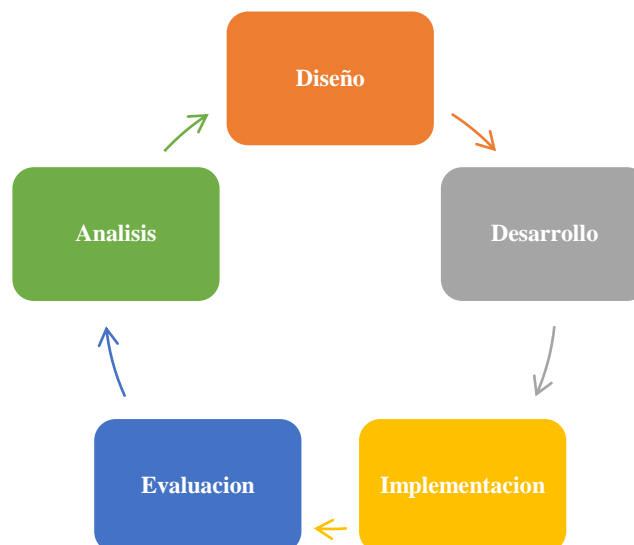 Diseño
Analisis
Desarrollo
Evaluacion
Implementacion